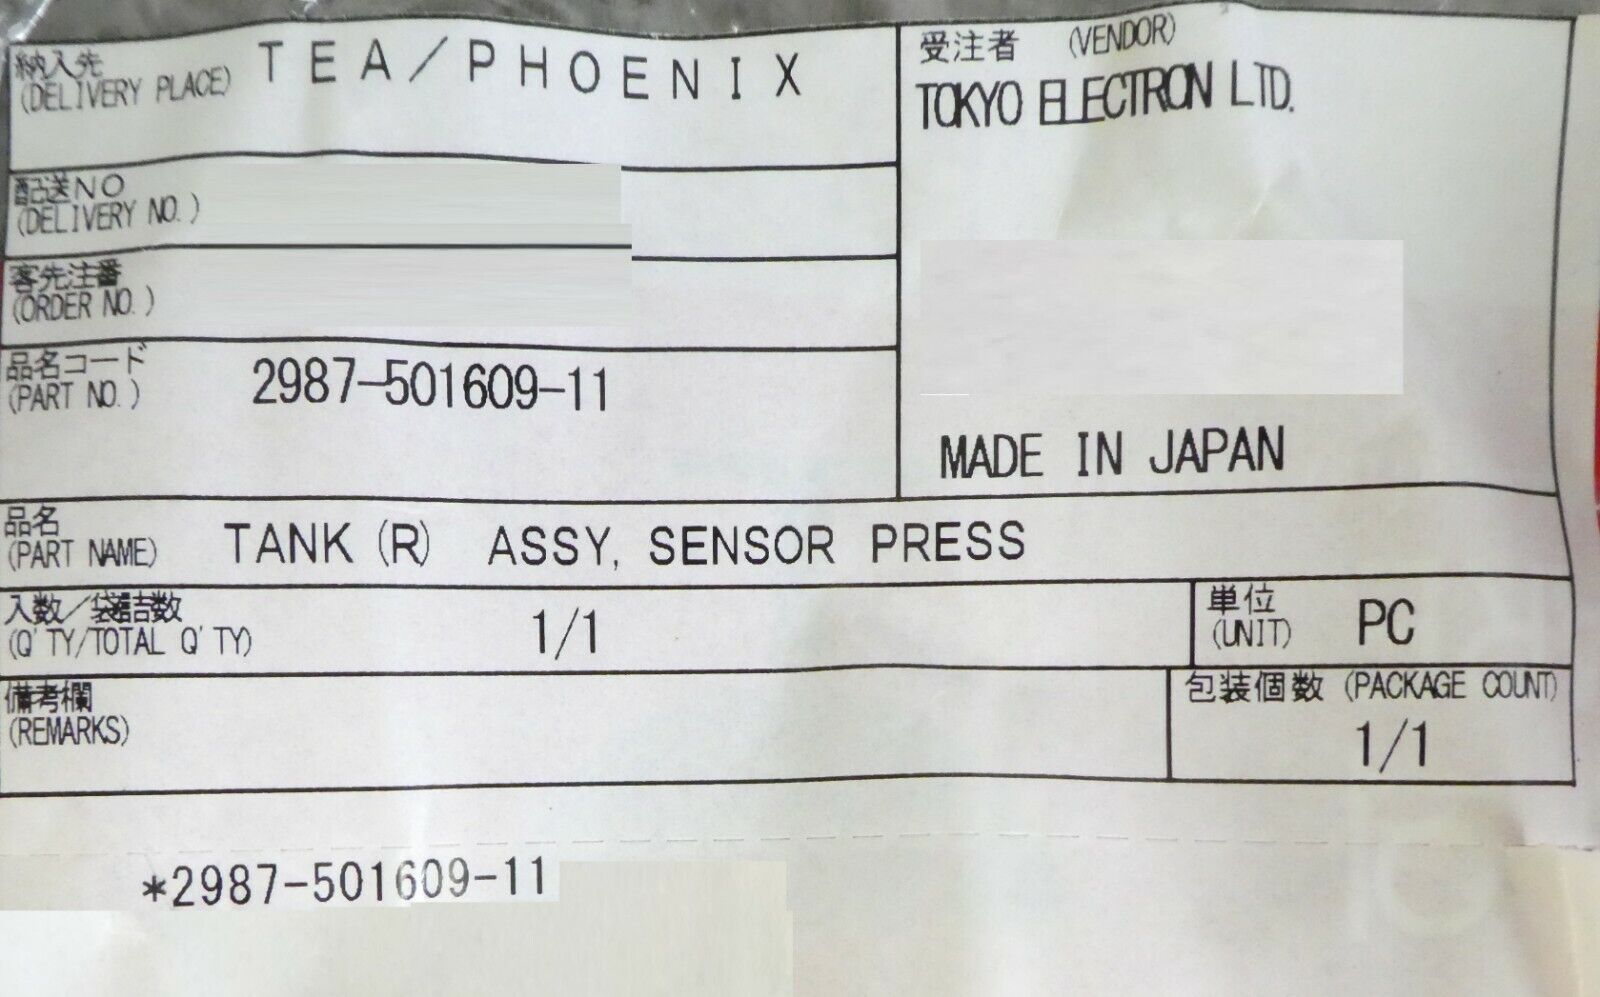 納入先
(DELIVERY PLACE) TEA/PHOENIX
受注者 (VENDOR)
TOKYO ELECTRON LTD.
配送NO
(DELIVERY NO.)
客先注番
(ORDER NO.)
品名コード
(PART NO.) 2987-501609-11
MADE IN JAPAN
品名
(PART NAME) TANK (R) ASSY, SENSOR PRESS
入数/袋詰数
(Q'TY/TOTAL Q'TY) 1/1
単位
(UNIT) PC
備考欄
(REMARKS)
包装個数 (PACKAGE COUNT)
1/1
*2987-501609-11